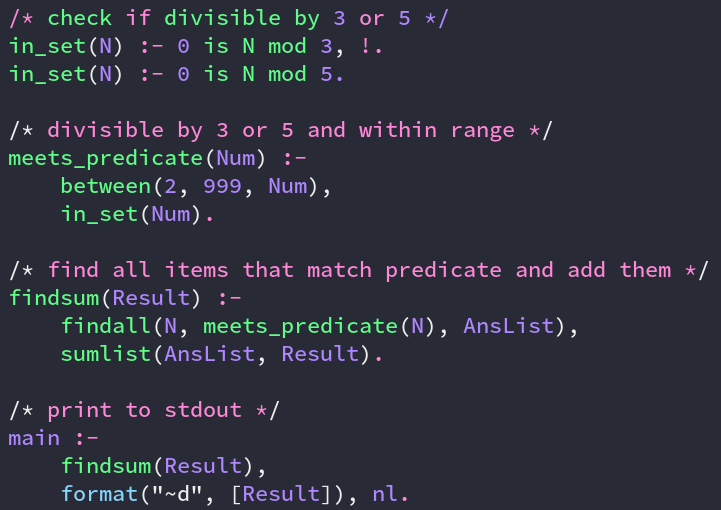 /* check if divisible by 3 or 5 */
in_set(N) :- 0 is N mod 3, !.
in_set(N) :- 0 is N mod 5.

/* divisible by 3 or 5 and within range */
meets_predicate(Num) :-
    between(2, 999, Num),
    in_set(Num).

/* find all items that match predicate and add them */
findsum(Result) :-
    findall(N, meets_predicate(N), AnsList),
    sumlist(AnsList, Result).

/* print to stdout */
main :-
    findsum(Result),
    format("~d", [Result]), nl.